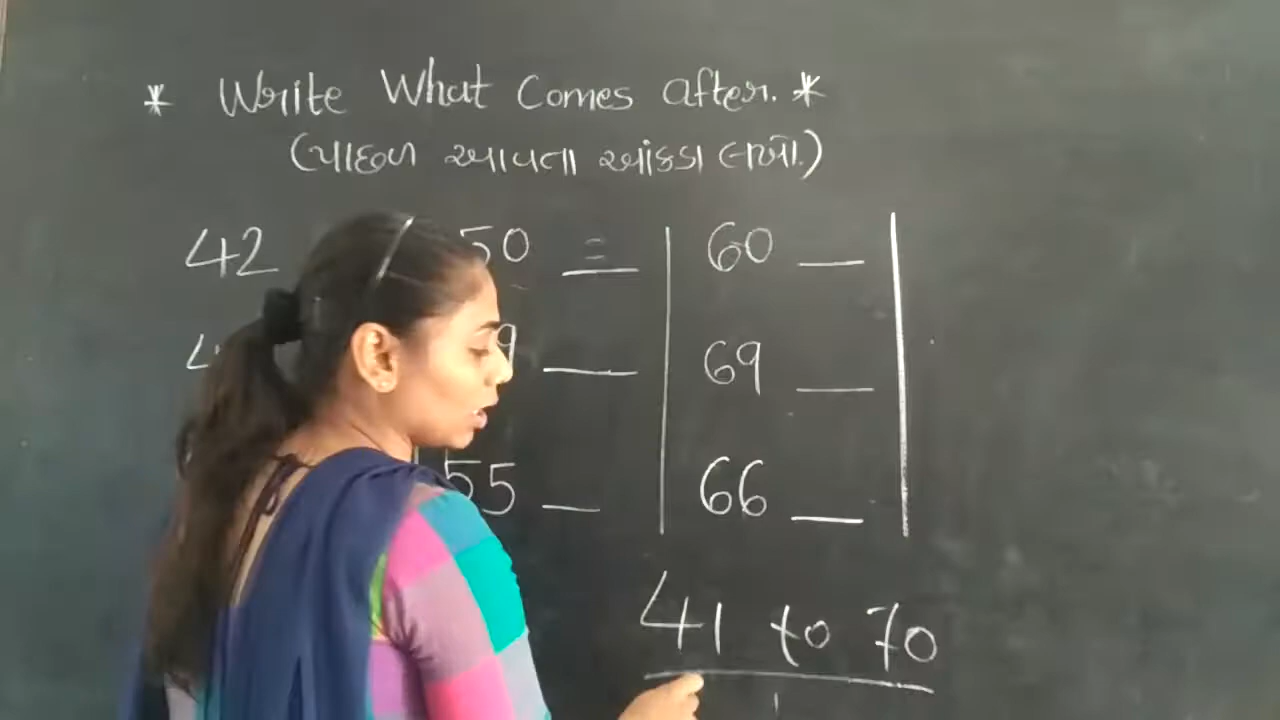 * Write What Comes After. *
(પાછળ આવતા આંકડા લખો.)
42 50 = 60 __
__ 69 __
55 __ 66 __
41 to 70